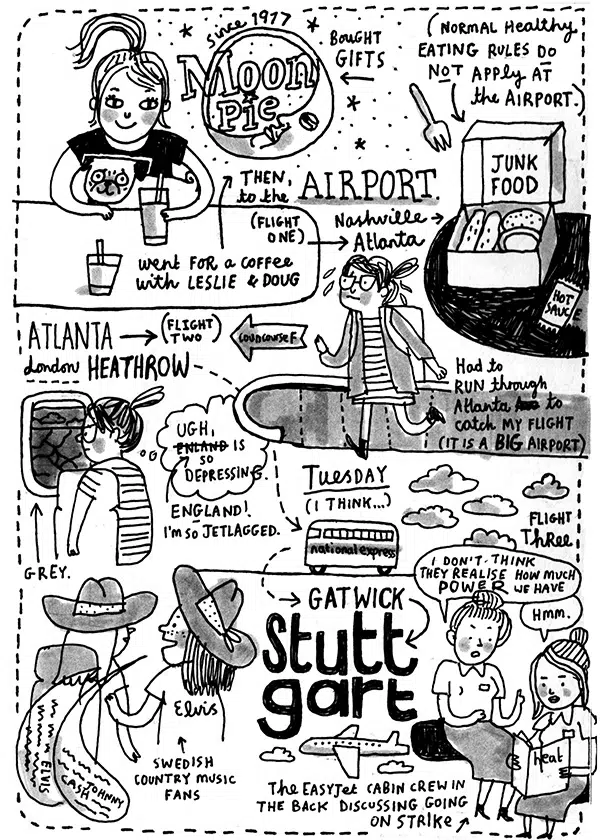 since 1977
Moon
Pie
BOUGHT
GIFTS
(NORMAL Healthy
EATING RULES DO
NOT Apply AT
the AIRPORT.)
JUNK
FOOD
HOT
SAUCE
THEN,
to the AIRPORT
(FLIGHT
ONE)
Nashville
Atlanta
went FOR a COFFEE
with LESLIE & DOUG
ATLANTA
(FLIGHT
TWO)
London HEATHROW
Had to
RUN through
Atlanta to
catch MY FLIGHT
(IT IS A BIG AIRPORT)
UGH,
ENLAND IS
SO
DEPRESSING.
ENGLAND!
I'm so JETLAGGED.
GREY.
TUESDAY
(I THINK...)
national express
FLIGHT
THREE
GATWICK
Stutt
gart
I DON'T THINK
THEY REALISE HOW MUCH
POWER WE HAVE
HMM.
heat
Elvis
ELVIS
JOHNNY
CASH
SWEDISH
COUNTRY MUSIC
FANS
The EASYJet CABIN CREW IN
THE BACK DISCUSSING GOING
ON STRIKE